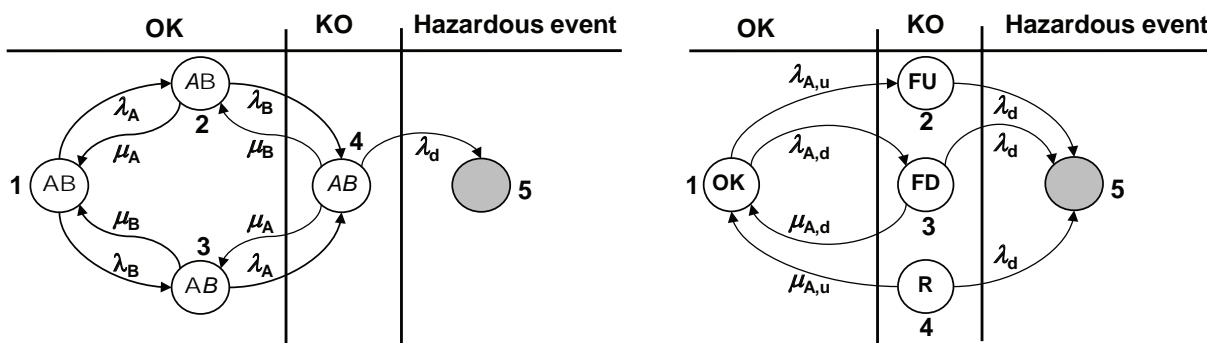 OK KO Hazardous event
AB
2
λA
λB
μA
μB
4
λd
1 AB
AB
5
μB
μA
3
λB
AB
λA
OK KO Hazardous event
λA,u
FU
λd
2
λA,d
λd
1 OK
FD
5
μA,d
3
μA,u
R
λd
4